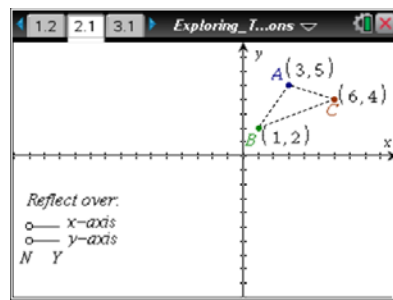 1.2 2.1 3.1 Exploring_T...ons
y
A(3,5)
C(6,4)
B(1,2)
x
Reflect over:
x-axis
y-axis
N Y